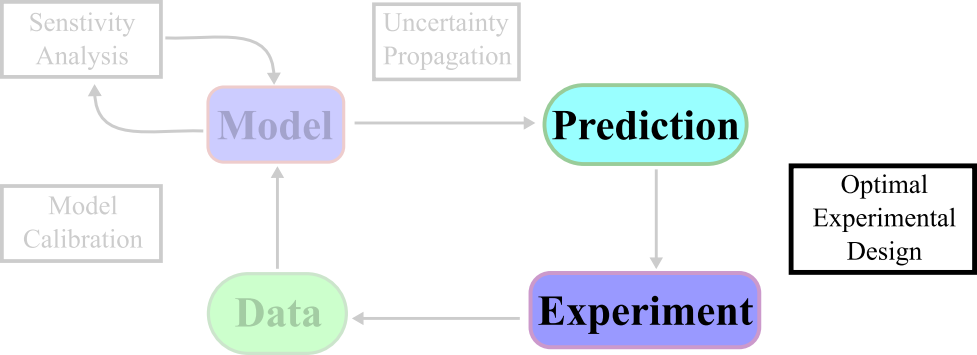 Senstivity
Analysis
Uncertainty
Propagation
Model
Prediction
Optimal
Experimental
Design
Model
Calibration
Data
Experiment